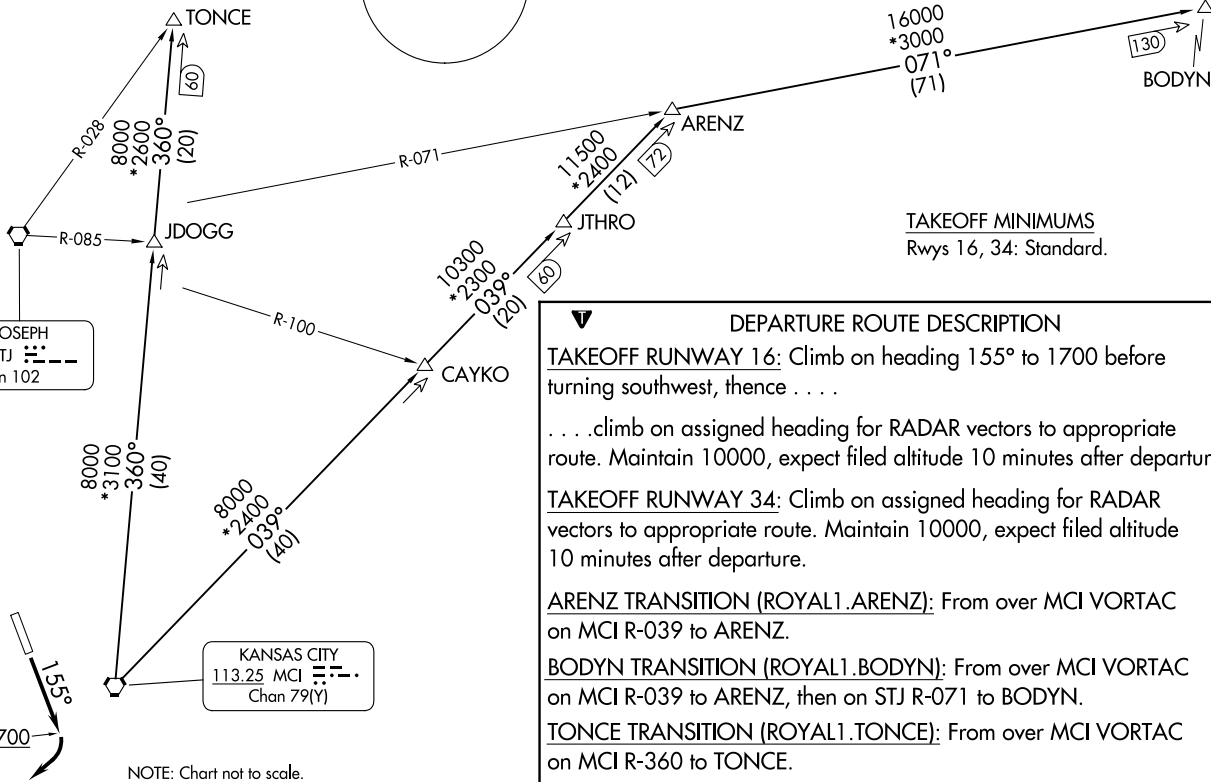 TONCE
60
R-028
8000
*2600
360°
(20)
16000
*3000
071°
(71)
130
BODYN
ARENZ
R-071
11500
*2400
(12)
72
JTHRO
JDOGG
R-085
TAKEOFF MINIMUMS
Rwys 16, 34: Standard.
10300
*2300
039°
(20)
60
R-100
CAYKO
OSEPH
TJ
n 102
8000
*3100
360°
(40)
8000
*2400
039°
(40)
T
DEPARTURE ROUTE DESCRIPTION
TAKEOFF RUNWAY 16: Climb on heading 155° to 1700 before
turning southwest, thence . . . .
. . . .climb on assigned heading for RADAR vectors to appropriate
route. Maintain 10000, expect filed altitude 10 minutes after departur
TAKEOFF RUNWAY 34: Climb on assigned heading for RADAR
vectors to appropriate route. Maintain 10000, expect filed altitude
10 minutes after departure.
ARENZ TRANSITION (ROYAL1.ARENZ): From over MCI VORTAC
on MCI R-039 to ARENZ.
BODYN TRANSITION (ROYAL1.BODYN): From over MCI VORTAC
on MCI R-039 to ARENZ, then on STJ R-071 to BODYN.
TONCE TRANSITION (ROYAL1.TONCE): From over MCI VORTAC
on MCI R-360 to TONCE.
KANSAS CITY
113.25 MCI
Chan 79(Y)
155°
700
NOTE: Chart not to scale.